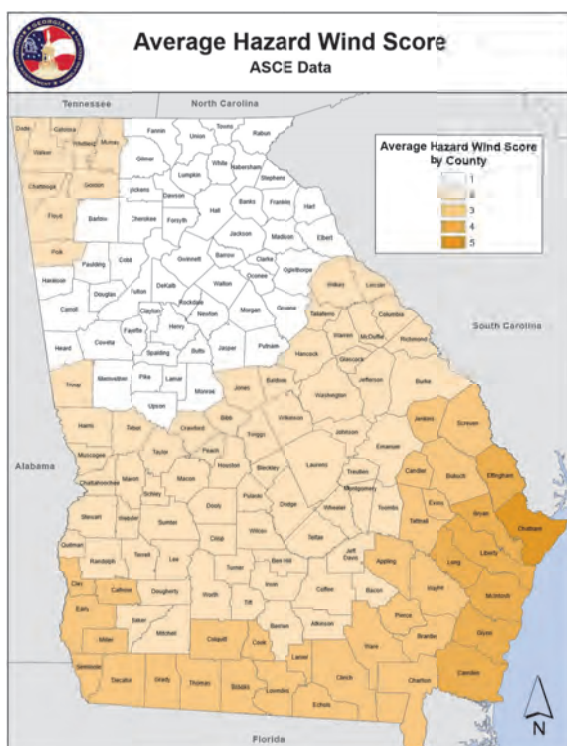 GEORGIA
Average Hazard Wind Score
ASCE Data
Tennessee
North Carolina
Average Hazard Wind Score
by County
1
2
3
4
5
South Carolina
Alabama
Florida
N
Dade Catoosa Whitfield Murray Fannin Union Towns Rabun
Walker Gilmer White Habersham
Lumpkin Stephens
Chattooga Gordon Pickens Dawson Banks Franklin Hart
Floyd Bartow Cherokee Forsyth Hall
Jackson Madison Elbert
Polk Paulding Cobb Gwinnett Barrow Clarke
Haralson Oconee Oglethorpe
Douglas Fulton DeKalb Walton Wilkes Lincoln
Carroll Clayton Rockdale Newton Morgan Greene
Fayette Henry Taliaferro Columbia
Heard Coweta Spalding Butts Jasper Putnam Warren McDuffie Richmond
Hancock Glascock
Troup Meriwether Pike Lamar Monroe Jones Baldwin Jefferson Burke
Upson Washington
Harris Talbot Crawford Bibb Wilkinson Jenkins Screven
Muscogee Taylor Peach Twiggs Johnson Emanuel
Chattahoochee Marion Macon Houston Bleckley Laurens Treutlen Candler Bulloch Effingham
Schley Pulaski Montgomery
Stewart Webster Sumter Dooly Dodge Wheeler Toombs Evans Bryan Chatham
Quitman Crisp Wilcox Telfair Tattnall Liberty
Randolph Terrell Lee Turner Ben Hill Jeff
Davis Appling Long
Clay Calhoun Dougherty Worth Tift Irwin Coffee Bacon Wayne McIntosh
Early Baker Mitchell Berrien Atkinson Pierce
Miller Colquitt Cook Ware Brantley Glynn
Lanier
Seminole Decatur Grady Thomas Brooks Lowndes Clinch Charlton Camden
Echols